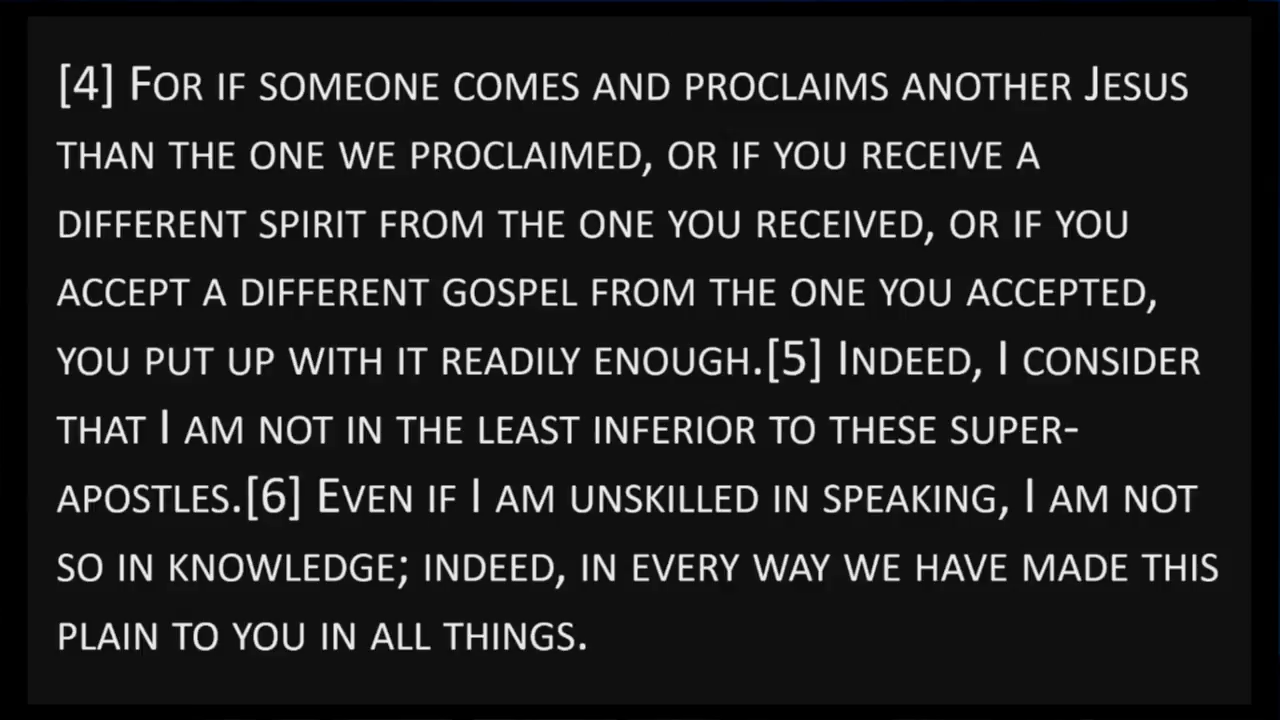 [4] For if someone comes and proclaims another Jesus
than the one we proclaimed, or if you receive a
different spirit from the one you received, or if you
accept a different gospel from the one you accepted,
you put up with it readily enough.[5] Indeed, I consider
that I am not in the least inferior to these super-
apostles.[6] Even if I am unskilled in speaking, I am not
so in knowledge; indeed, in every way we have made this
plain to you in all things.